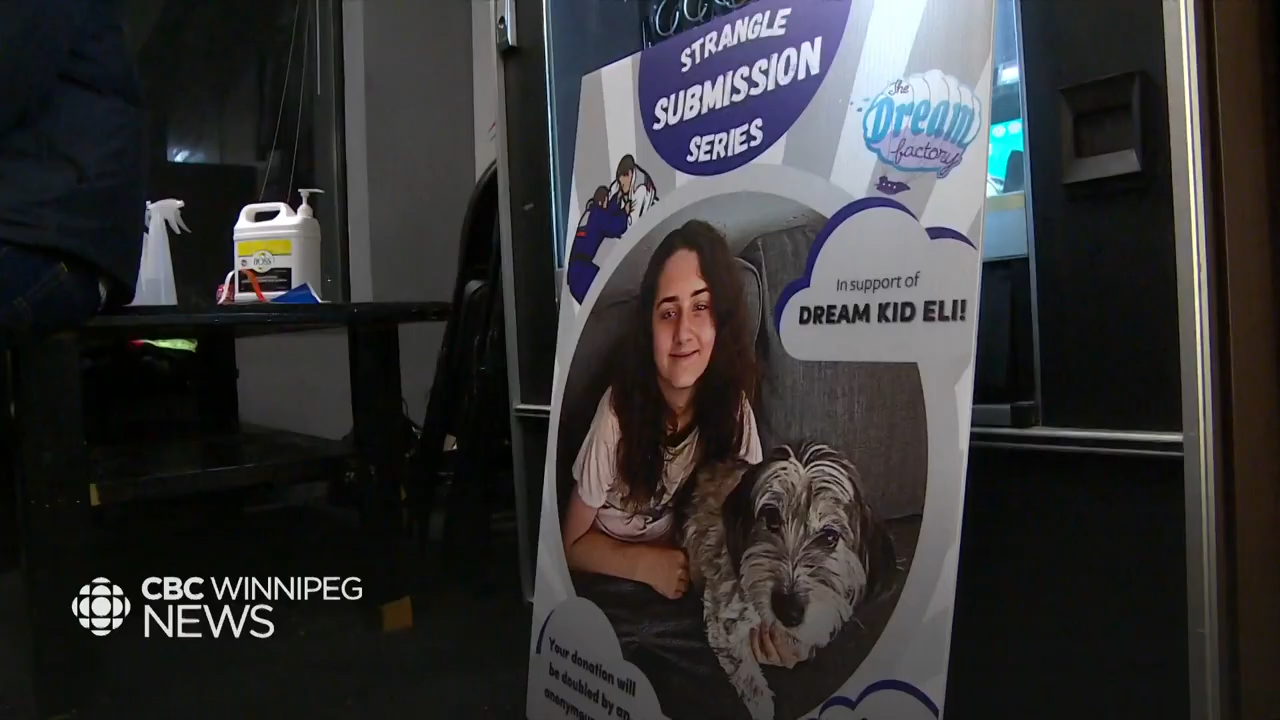 STRANGLE
SUBMISSION
SERIES
The
Dream
factory
In support of
DREAM KID ELI!
Your donation will
be doubled by an
CBC WINNIPEG
NEWS